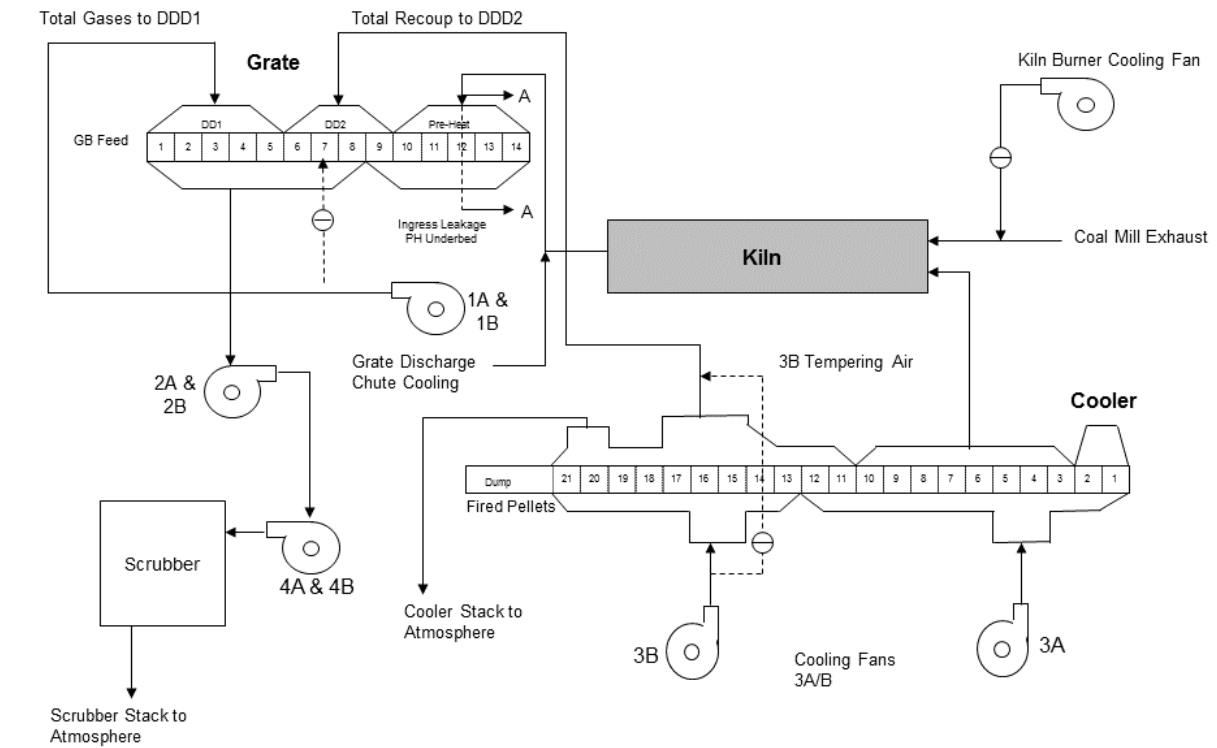 Total Gases to DDD1
Total Recoup to DDD2
Grate
Kiln Burner Cooling Fan
A
DD1
DD2
Pre-Heat
GB Feed
1 2 3 4 5 6 7 8 9 10 11 12 13 14
A
Ingress Leakage
PH Underbed
Coal Mill Exhaust
Kiln
1A &
1B
Grate Discharge
Chute Cooling
3B Tempering Air
2A &
2B
Cooler
Dump
21 20 19 18 17 16 15 14 13 12 11 10 9 8 7 6 5 4 3 2 1
Fired Pellets
Scrubber
4A & 4B
Cooler Stack to
Atmosphere
3B
Cooling Fans
3A/B
3A
Scrubber Stack to
Atmosphere